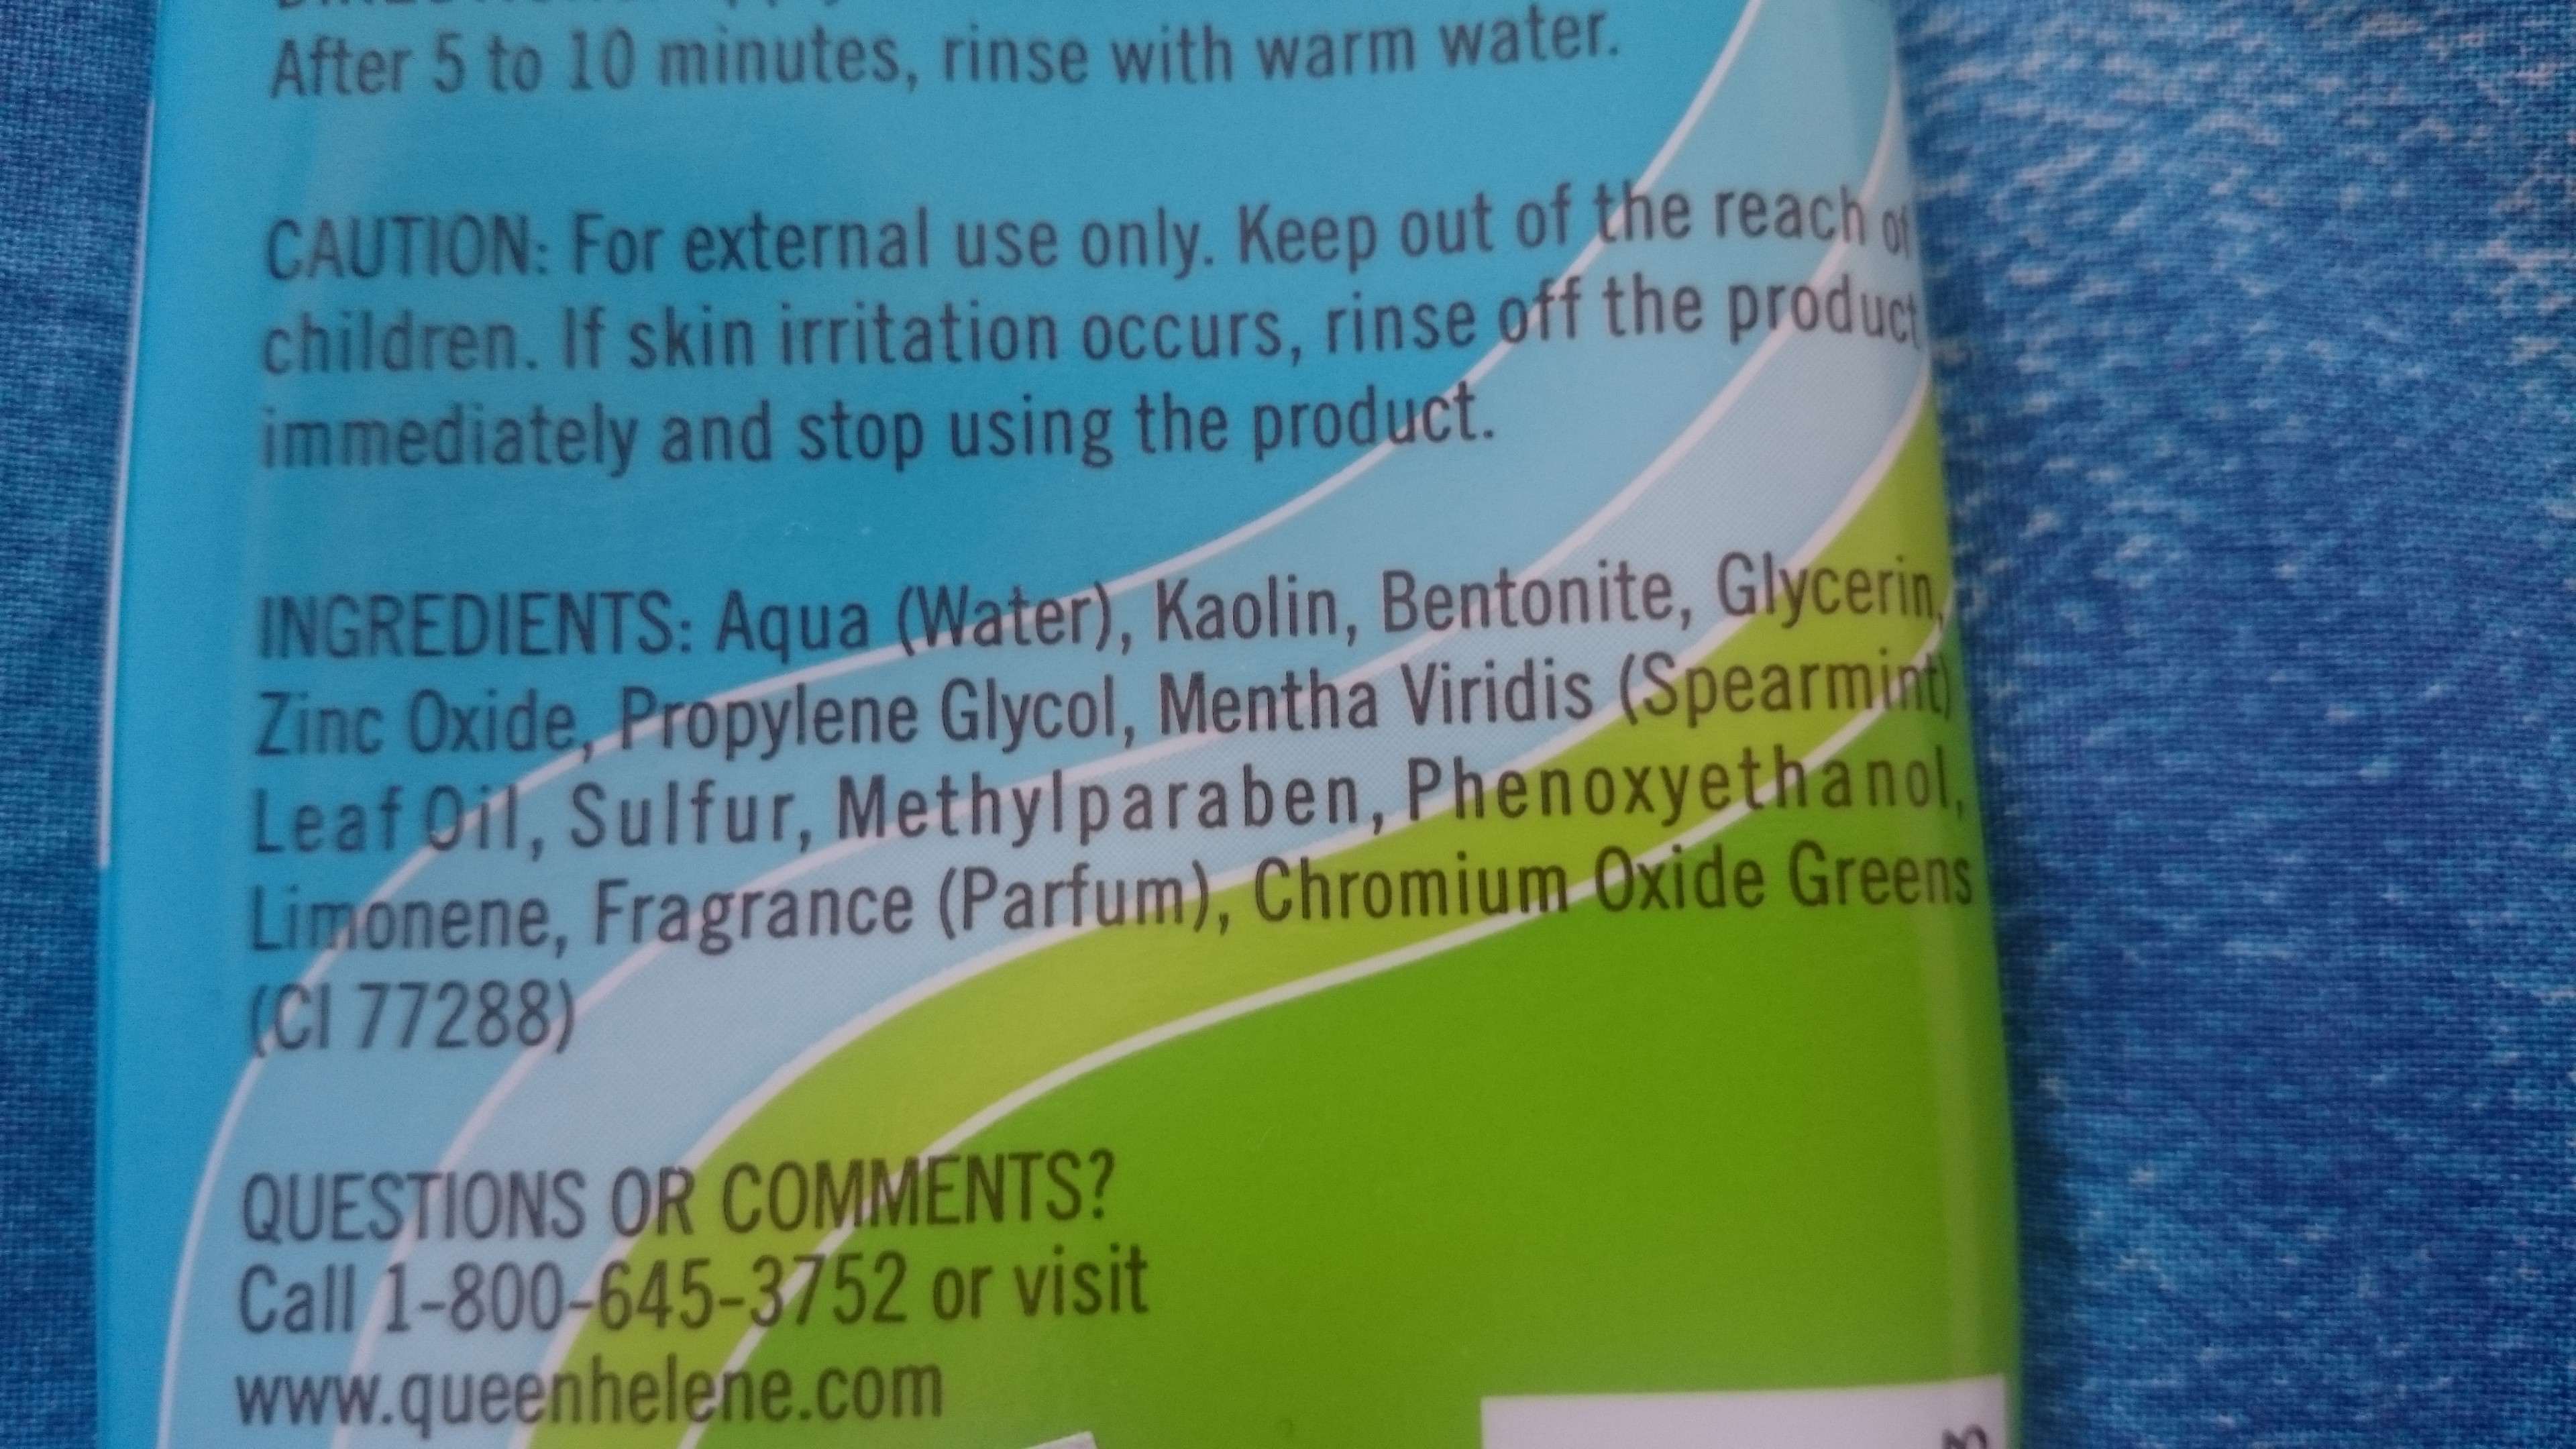 After 5 to 10 minutes, rinse with warm water.
CAUTION: For external use only. Keep out of the reach of
children. If skin irritation occurs, rinse off the product
immediately and stop using the product.
INGREDIENTS: Aqua (Water), Kaolin, Bentonite, Glycerin,
Zinc Oxide, Propylene Glycol, Mentha Viridis (Spearmint)
Leaf Oil, Sulfur, Methylparaben, Phenoxyethanol,
Limonene, Fragrance (Parfum), Chromium Oxide Greens
(CI 77288)
QUESTIONS OR COMMENTS?
Call 1-800-645-3752 or visit
www.queenhelene.com